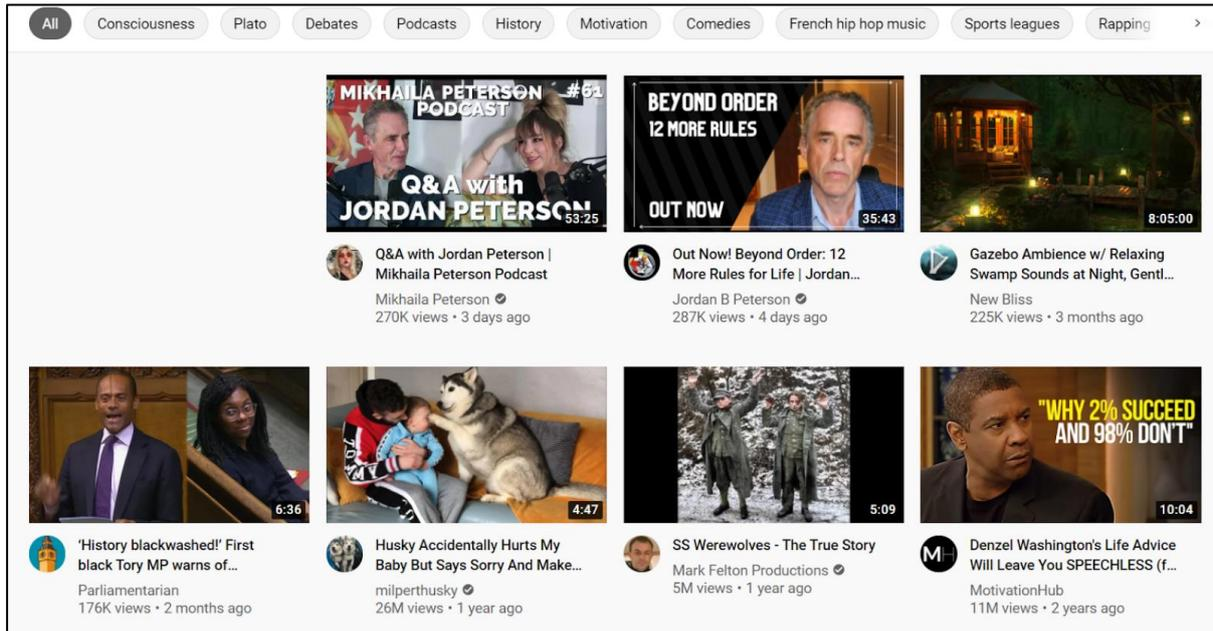 All Consciousness Plato Debates Podcasts History Motivation Comedies French hip hop music Sports leagues Rapping
MIKHAILA PETERSON #61
PODCAST
Q&A with
JORDAN PETERSON
53:25
Q&A with Jordan Peterson |
Mikhaila Peterson Podcast
Mikhaila Peterson
270K views • 3 days ago
BEYOND ORDER
12 MORE RULES
OUT NOW
35:43
Out Now! Beyond Order: 12
More Rules for Life | Jordan...
Jordan B Peterson
287K views • 4 days ago
8:05:00
Gazebo Ambience w/ Relaxing
Swamp Sounds at Night, Gentl...
New Bliss
225K views • 3 months ago
6:36
'History blackwashed!' First
black Tory MP warns of...
Parliamentarian
176K views • 2 months ago
4:47
Husky Accidentally Hurts My
Baby But Says Sorry And Make...
milperthusky
26M views • 1 year ago
5:09
SS Werewolves - The True Story
Mark Felton Productions
5M views • 1 year ago
"WHY 2% SUCCEED
AND 98% DON'T"
10:04
MH
Denzel Washington's Life Advice
Will Leave You SPEECHLESS (f...
MotivationHub
11M views • 2 years ago